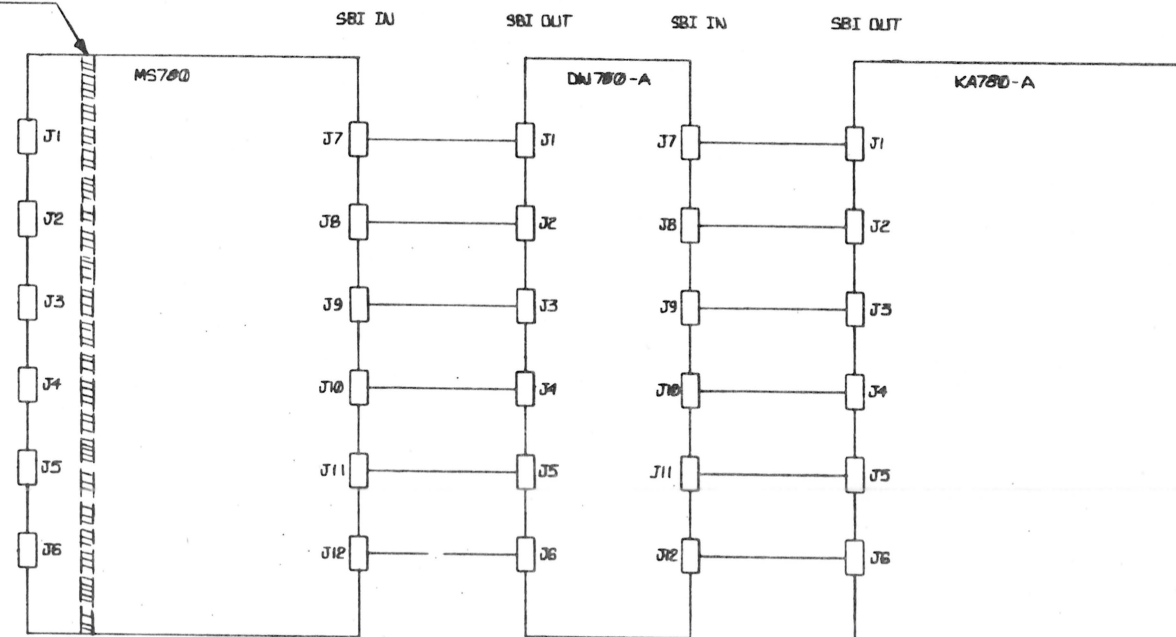 SBI IN SBI OUT SBI IN SBI OUT
MS780 DW780-A KA780-A
J1 J7 J1 J7 J1
J2 J8 J2 J8 J2
J3 J9 J3 J9 J3
J4 J10 J4 J10 J4
J5 J11 J5 J11 J5
J6 J12 J6 J12 J6